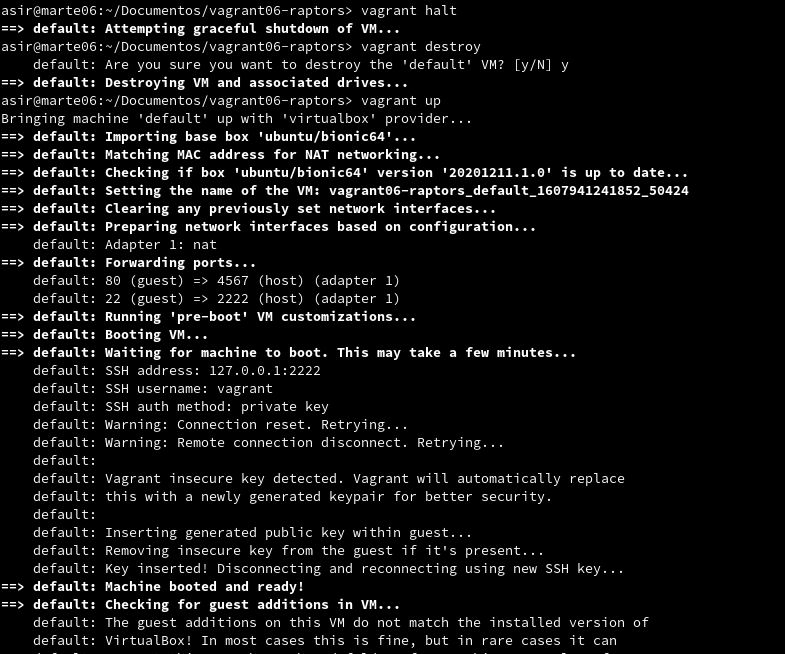 asir@marte06:~/Documentos/vagrant06-raptors> vagrant halt
==> default: Attempting graceful shutdown of VM...
asir@marte06:~/Documentos/vagrant06-raptors> vagrant destroy
    default: Are you sure you want to destroy the 'default' VM? [y/N] y
==> default: Destroying VM and associated drives...
asir@marte06:~/Documentos/vagrant06-raptors> vagrant up
Bringing machine 'default' up with 'virtualbox' provider...
==> default: Importing base box 'ubuntu/bionic64'...
==> default: Matching MAC address for NAT networking...
==> default: Checking if box 'ubuntu/bionic64' version '20201211.1.0' is up to date...
==> default: Setting the name of the VM: vagrant06-raptors_default_1607941241852_50424
==> default: Clearing any previously set network interfaces...
==> default: Preparing network interfaces based on configuration...
    default: Adapter 1: nat
==> default: Forwarding ports...
    default: 80 (guest) => 4567 (host) (adapter 1)
    default: 22 (guest) => 2222 (host) (adapter 1)
==> default: Running 'pre-boot' VM customizations...
==> default: Booting VM...
==> default: Waiting for machine to boot. This may take a few minutes...
    default: SSH address: 127.0.0.1:2222
    default: SSH username: vagrant
    default: SSH auth method: private key
    default: Warning: Connection reset. Retrying...
    default: Warning: Remote connection disconnect. Retrying...
    default:
    default: Vagrant insecure key detected. Vagrant will automatically replace
    default: this with a newly generated keypair for better security.
    default:
    default: Inserting generated public key within guest...
    default: Removing insecure key from the guest if it's present...
    default: Key inserted! Disconnecting and reconnecting using new SSH key...
==> default: Machine booted and ready!
==> default: Checking for guest additions in VM...
    default: The guest additions on this VM do not match the installed version of
    default: VirtualBox! In most cases this is fine, but in rare cases it can